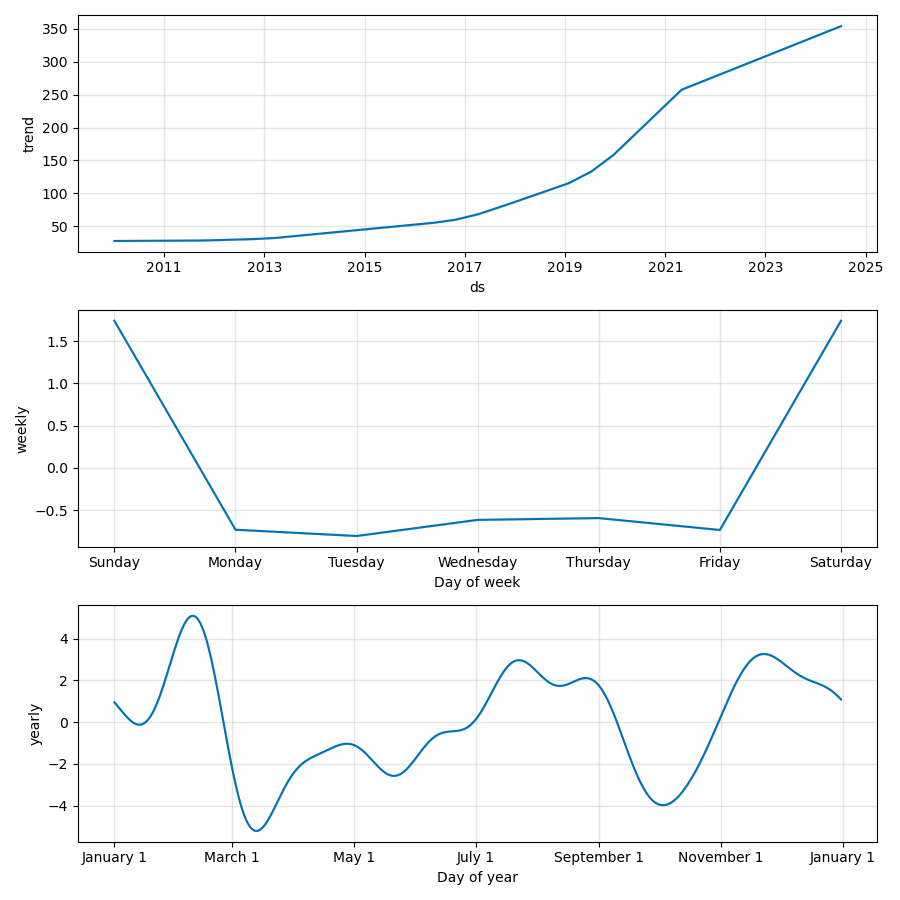 350
300
250
200
150
100
50
trend
2011 2013 2015 2017 2019 2021 2023 2025
ds
1.5
1.0
0.5
0.0
−0.5
weekly
Sunday Monday Tuesday Wednesday Thursday Friday Saturday
Day of week
4
2
0
−2
−4
yearly
January 1 March 1 May 1 July 1 September 1 November 1 January 1
Day of year